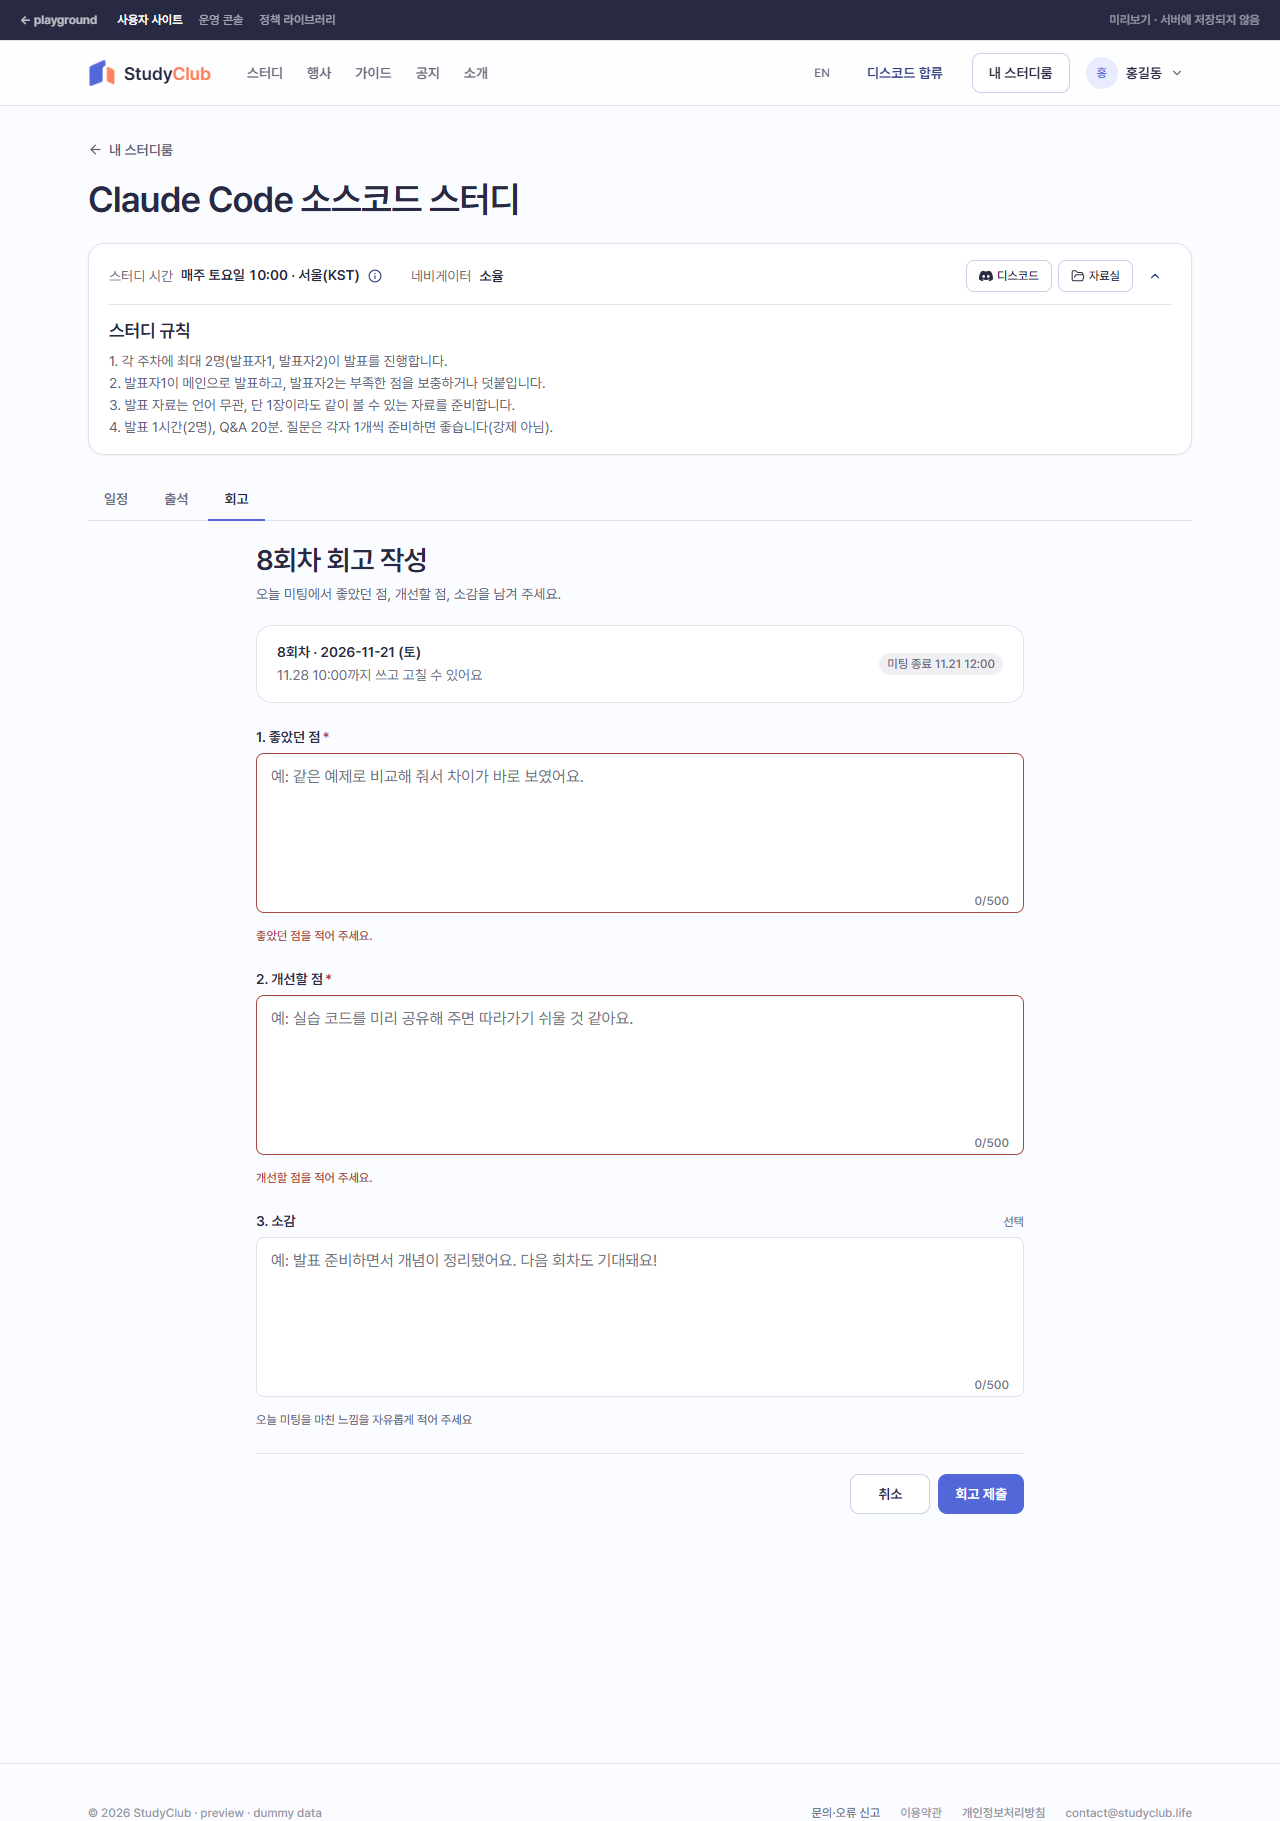 ← playground 사용자 사이트 운영 콘솔 정책 라이브러리 미리보기 · 서버에 저장되지 않음
StudyClub 스터디 행사 가이드 공지 소개 EN 디스코드 합류 내 스터디룸 홍 홍길동
← 내 스터디룸
Claude Code 소스코드 스터디
스터디 시간 매주 토요일 10:00 · 서울(KST) 네비게이터 소율 디스코드 자료실
스터디 규칙
1. 각 주차에 최대 2명(발표자1, 발표자2)이 발표를 진행합니다.
2. 발표자1이 메인으로 발표하고, 발표자2는 부족한 점을 보충하거나 덧붙입니다.
3. 발표 자료는 언어 무관, 단 1장이라도 같이 볼 수 있는 자료를 준비합니다.
4. 발표 1시간(2명), Q&A 20분. 질문은 각자 1개씩 준비하면 좋습니다(강제 아님).
일정 출석 회고
8회차 회고 작성
오늘 미팅에서 좋았던 점, 개선할 점, 소감을 남겨 주세요.
8회차 · 2026-11-21 (토)
11.28 10:00까지 쓰고 고칠 수 있어요
미팅 종료 11.21 12:00
1. 좋았던 점 *
예: 같은 예제로 비교해 줘서 차이가 바로 보였어요.
0/500
좋았던 점을 적어 주세요.
2. 개선할 점 *
예: 실습 코드를 미리 공유해 주면 따라가기 쉬울 것 같아요.
0/500
개선할 점을 적어 주세요.
3. 소감 선택
예: 발표 준비하면서 개념이 정리됐어요. 다음 회차도 기대돼요!
0/500
오늘 미팅을 마친 느낌을 자유롭게 적어 주세요
취소 회고 제출
© 2026 StudyClub · preview · dummy data 문의·오류 신고 이용약관 개인정보처리방침 contact@studyclub.life